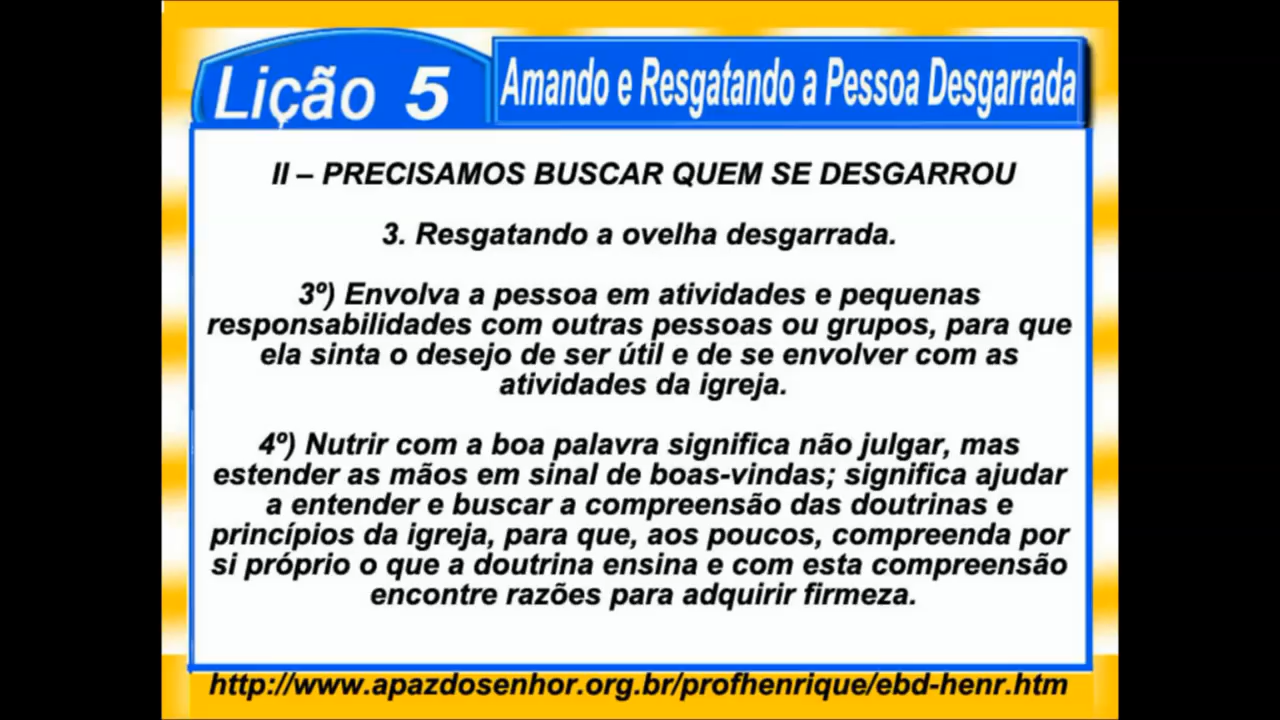 Lição 5
Amando e Resgatando a Pessoa Desgarrada
II – PRECISAMOS BUSCAR QUEM SE DESGARROU
3. Resgatando a ovelha desgarrada.
3º) Envolva a pessoa em atividades e pequenas
responsabilidades com outras pessoas ou grupos, para que
ela sinta o desejo de ser útil e de se envolver com as
atividades da igreja.
4º) Nutrir com a boa palavra significa não julgar, mas
estender as mãos em sinal de boas-vindas; significa ajudar
a entender e buscar a compreensão das doutrinas e
princípios da igreja, para que, aos poucos, compreenda por
si próprio o que a doutrina ensina e com esta compreensão
encontre razões para adquirir firmeza.
http://www.apazdosenhor.org.br/profhenrique/ebd-henr.htm